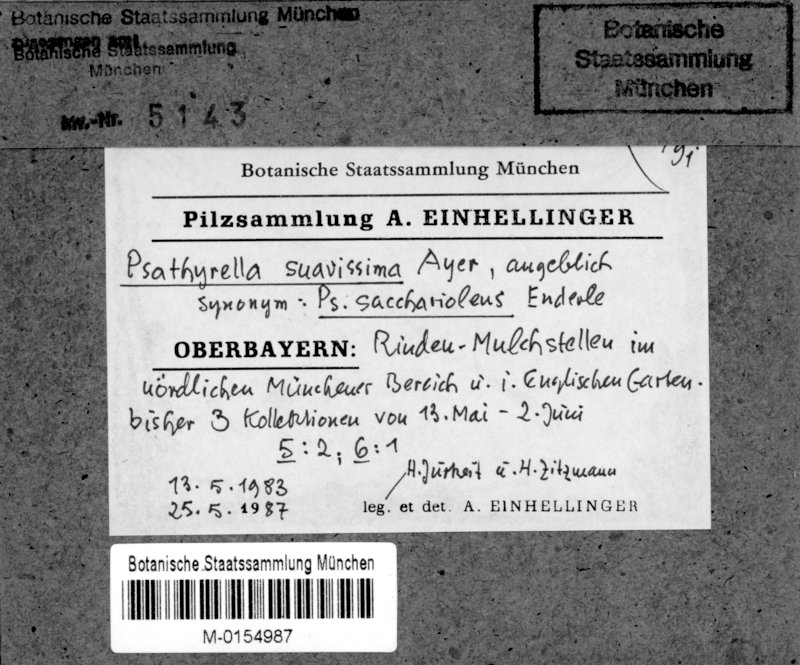 Botanische Staatssammlung München
Botanische Staatssammlung
München
Inv.-Nr. 5143
Botanische
Staatssammlung
München
Botanische Staatssammlung München
Pilzsammlung A. EINHELLINGER
Psathyrella suavissima Ayer, angeblich
synonym: Ps. sacchariolens Enderle
OBERBAYERN: Rinden-Mulchstellen im
nördlichen Münchener Bereich u. i. Englischen Garten.
bisher 3 Kollektionen von 13. Mai - 2. Juni
5:2; 6:1
13.5.1983
25.5.1987
u. H. Zitzmann
leg. et det. A. EINHELLINGER
Botanische Staatssammlung München
M-0154987